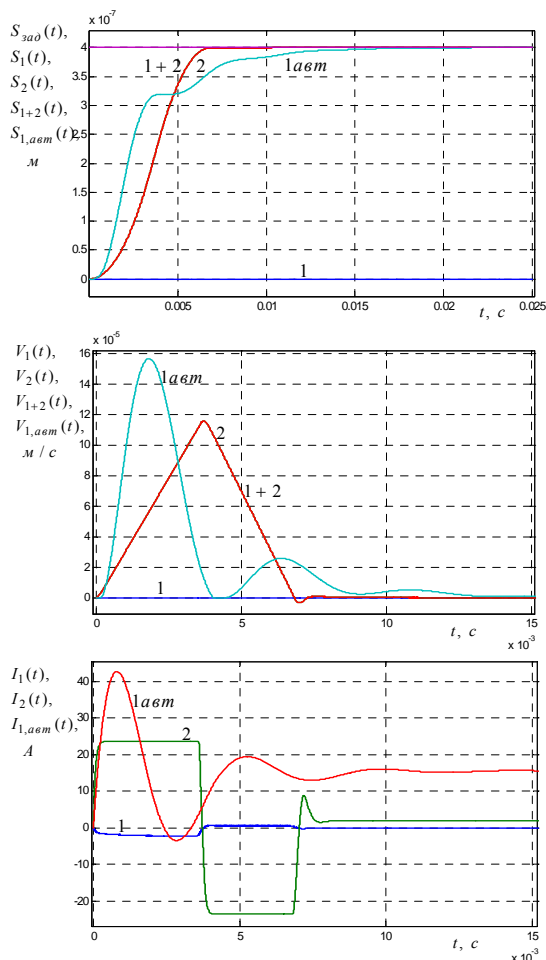 S зад (t),
S1(t),
S2(t),
S1+2(t),
S1,авт(t),
м
x 10^-7
4
3.5
3
2.5
2
1.5
1
0.5
0
1+2
2
1авт
1
0.005
0.01
0.015
0.02
0.025
t, с
V1(t),
V2(t),
V1+2(t),
V1,авт(t),
м / с
x 10^-5
16
14
12
10
8
6
4
2
0
1авт
2
1+2
1
0
5
10
15
t, с
x 10^-3
I1(t),
I2(t),
I1,авт(t),
А
40
30
20
10
0
-10
-20
1авт
2
1
0
5
10
15
t, с
x 10^-3